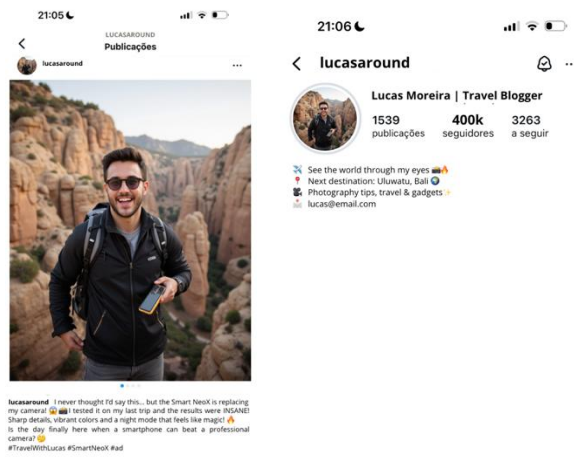 21:05
LUCASAROUND
Publicações
lucasaround
lucasaround I never thought I'd say this... but the Smart NeoX is replacing
my camera! 😱📸I tested it on my last trip and the results were INSANE!
Sharp details, vibrant colors and a night mode that feels like magic! 🔥
Is the day finally here when a smartphone can beat a professional
camera? 🤔
#TravelWithLucas #SmartNeoX #ad
21:06
lucasaround
Lucas Moreira | Travel Blogger
1539 400k 3263
publicações seguidores a seguir
✈️ See the world through my eyes 📸🔥
📍 Next destination: Uluwatu, Bali 🌍
🎥 Photography tips, travel & gadgets✨
📩 lucas@email.com